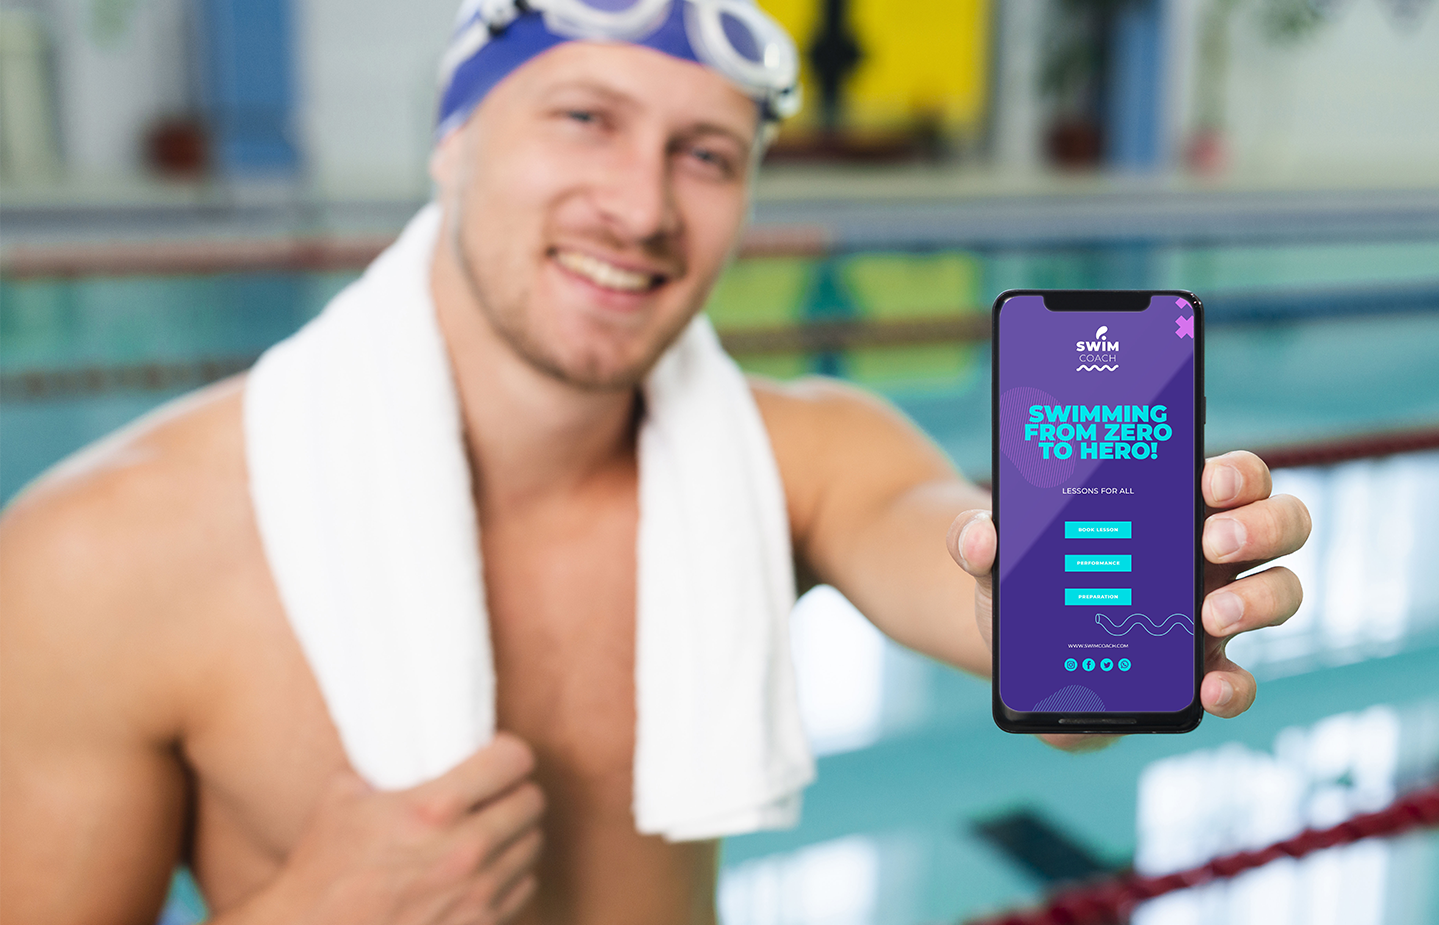 SWiM
COACH
SWIMMING
FROM ZERO
TO HERO!
LESSONS FOR ALL
BOOK LESSON
PERFORMANCE
PREPARATION
WWW.SWIMCOACH.COM